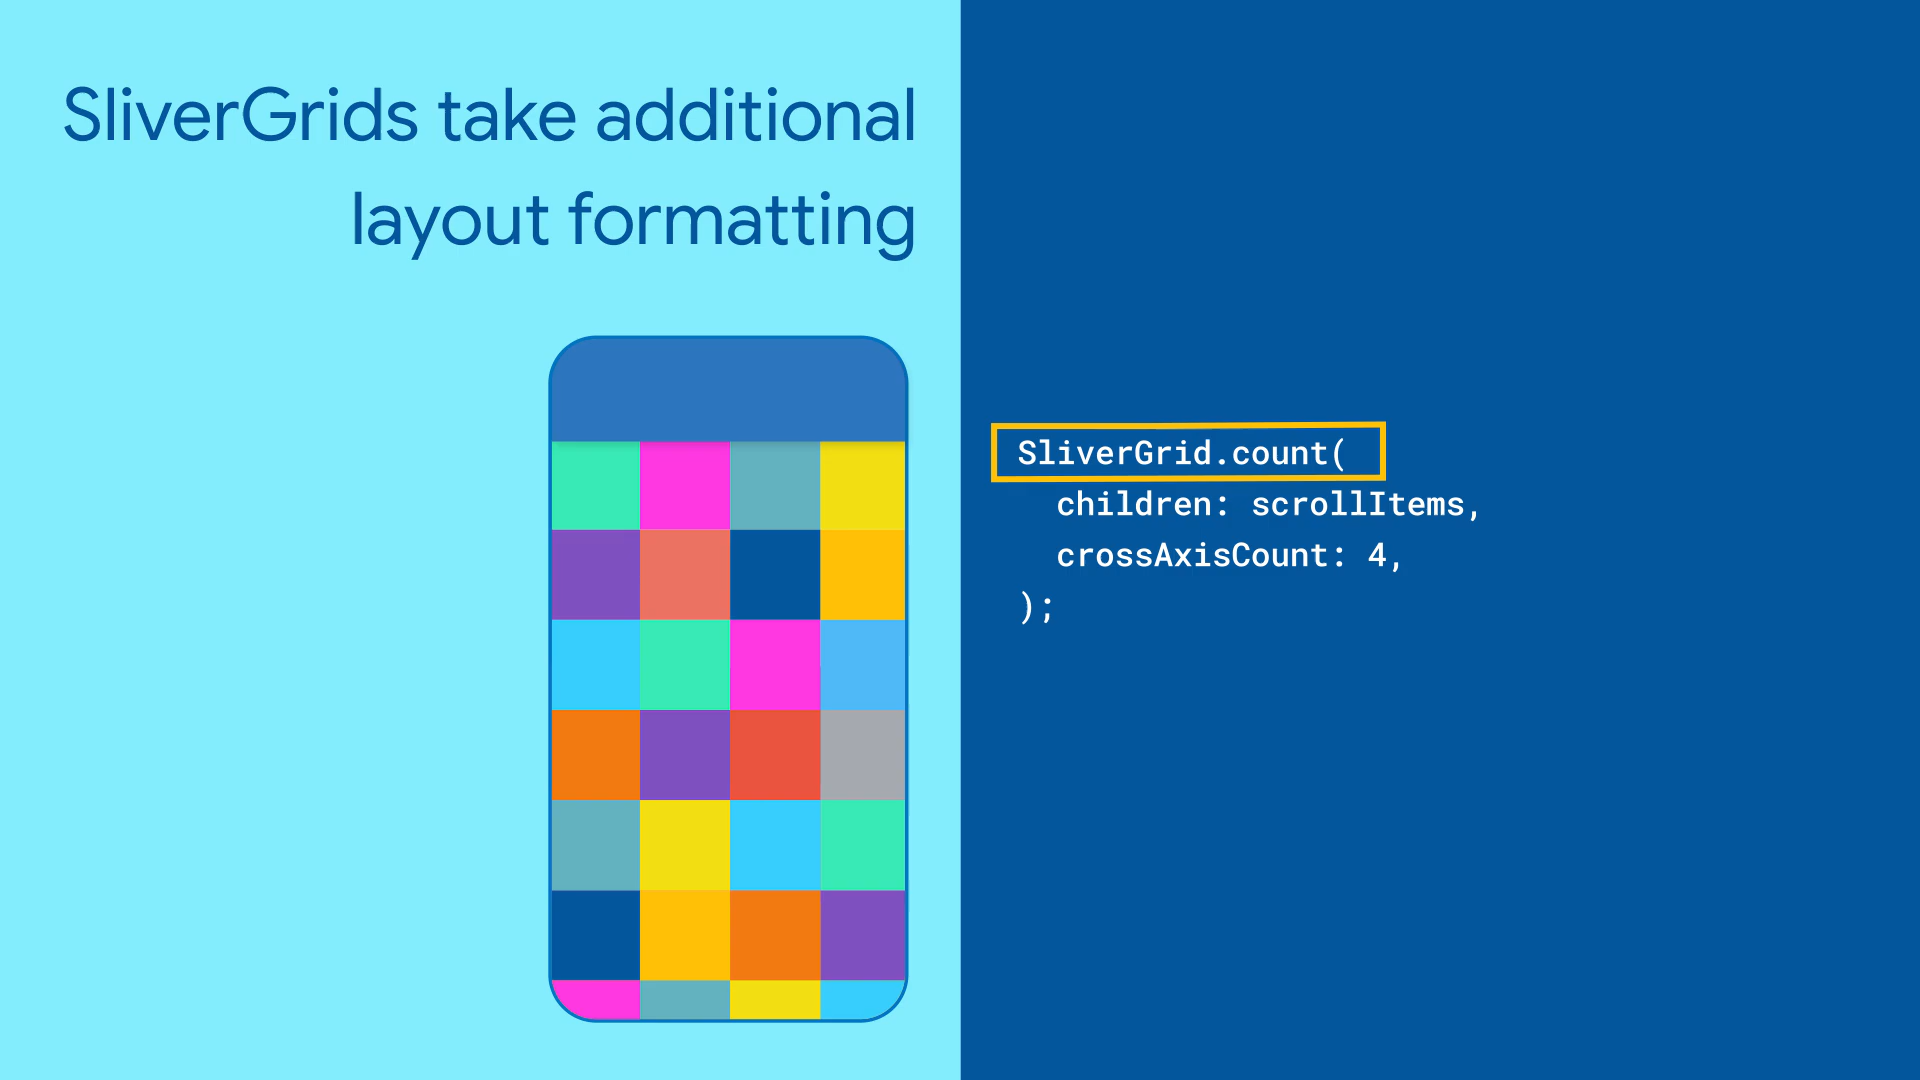 SliverGrids take additional
layout formatting
SliverGrid.count(
  children: scrollItems,
  crossAxisCount: 4,
);